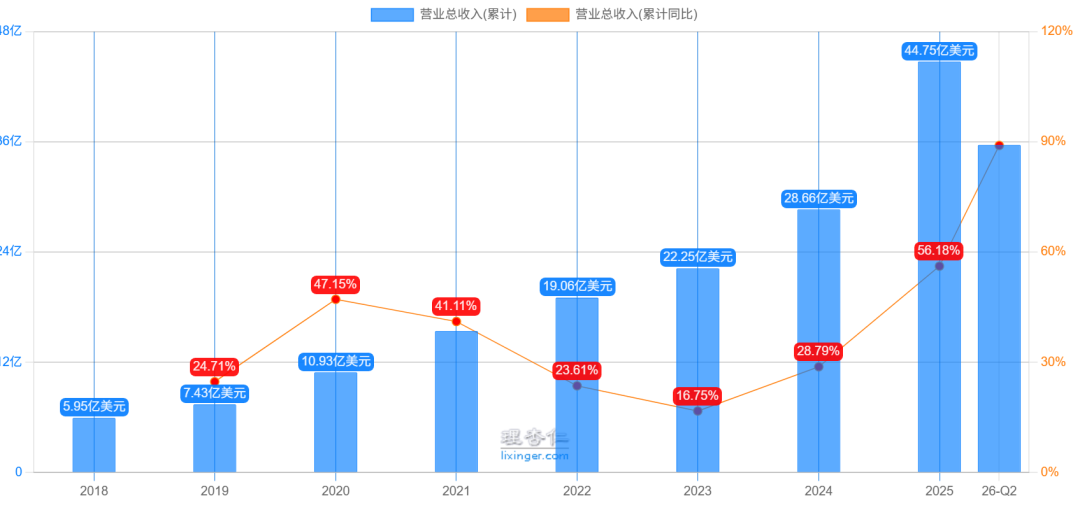 营业总收入(累计) 营业总收入(累计同比)
48亿
36亿
24亿
12亿
0
120%
90%
60%
30%
0%
5.95亿美元
7.43亿美元
10.93亿美元
19.06亿美元
22.25亿美元
28.66亿美元
44.75亿美元
24.71%
47.15%
41.11%
23.61%
16.75%
28.79%
56.18%
理杏仁
lixinger.com
2018 2019 2020 2021 2022 2023 2024 2025 26-Q2